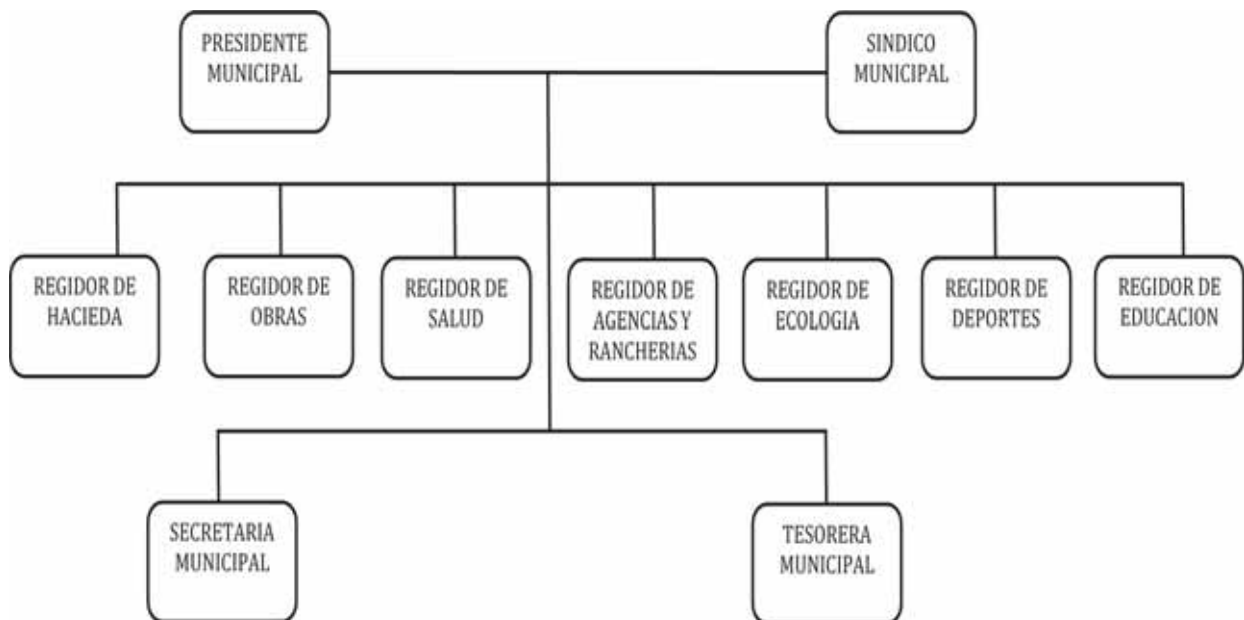 PRESIDENTE
MUNICIPAL
SINDICO
MUNICIPAL
REGIDOR DE
HACIEDA
REGIDOR DE
OBRAS
REGIDOR DE
SALUD
REGIDOR DE
AGENCIAS Y
RANCHERIAS
REGIDOR DE
ECOLOGIA
REGIDOR DE
DEPORTES
REGIDOR DE
EDUCACION
SECRETARIA
MUNICIPAL
TESORERA
MUNICIPAL